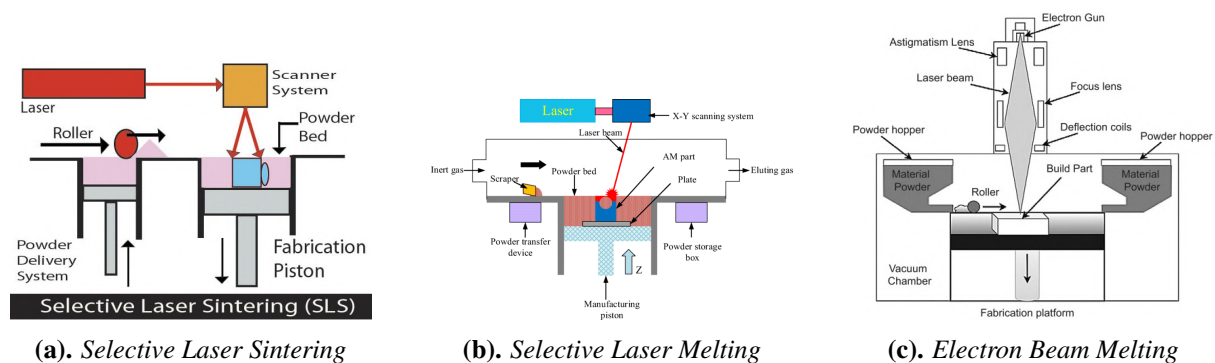 Laser
Scanner
System
Roller
Powder
Bed
Powder
Delivery
System
Fabrication
Piston
Selective Laser Sintering (SLS)
(a). Selective Laser Sintering
Laser
X-Y scanning system
Laser beam
Inert gas
Scraper
Powder bed
AM part
Plate
Eluting gas
Powder transfer
device
Powder storage
box
Z
Manufacturing
piston
(b). Selective Laser Melting
Electron Gun
Astigmatism Lens
Laser beam
Focus lens
Deflection coils
Powder hopper
Powder hopper
Material
Powder
Roller
Build Part
Material
Powder
Vacuum
Chamber
Fabrication platform
(c). Electron Beam Melting